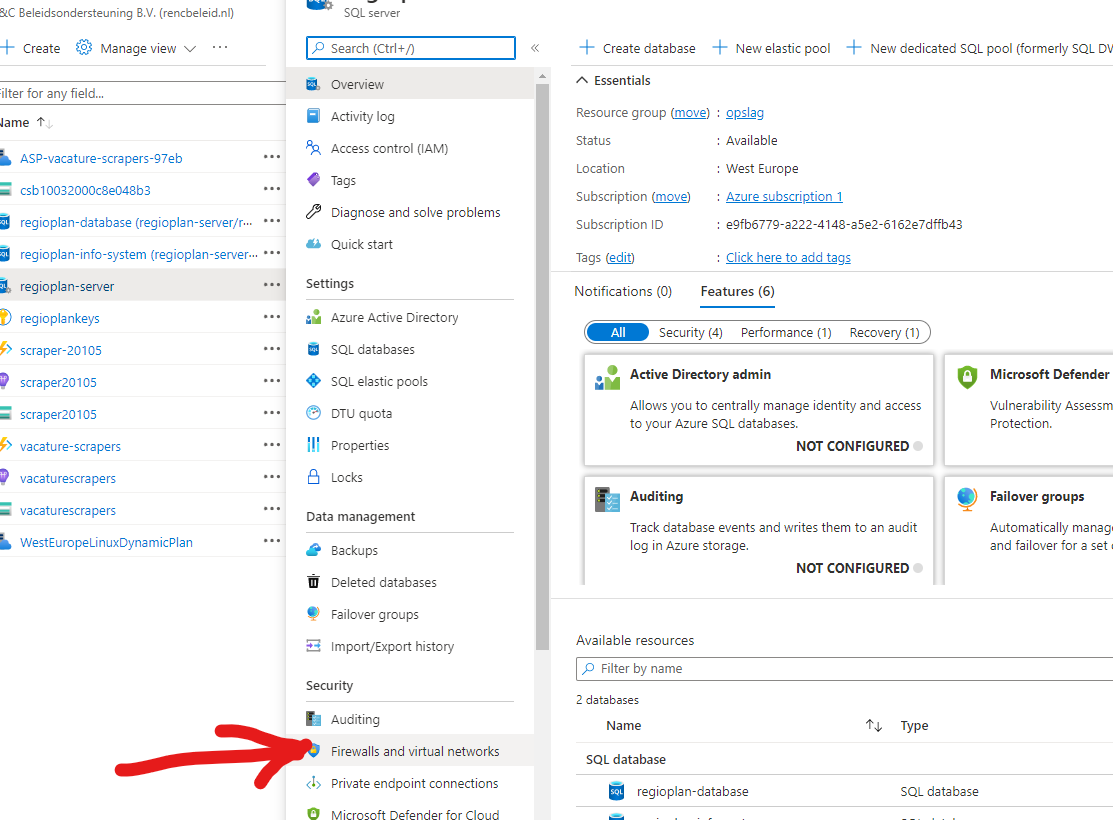 &C Beleidsondersteuning B.V. (rencbeleid.nl)
Create
Manage view
Filter for any field...
Name
ASP-vacature-scrapers-97eb
csb10032000c8e048b3
regioplan-database (regioplan-server/r...
regioplan-info-system (regioplan-server...
regioplan-server
regioplankeys
scraper-20105
scraper20105
scraper20105
vacature-scrapers
vacaturescrapers
vacaturescrapers
WestEuropeLinuxDynamicPlan
SQL server
Search (Ctrl+/)
Overview
Activity log
Access control (IAM)
Tags
Diagnose and solve problems
Quick start
Settings
Azure Active Directory
SQL databases
SQL elastic pools
DTU quota
Properties
Locks
Data management
Backups
Deleted databases
Failover groups
Import/Export history
Security
Auditing
Firewalls and virtual networks
Private endpoint connections
Microsoft Defender for Cloud
Create database
New elastic pool
New dedicated SQL pool (formerly SQL DW
Essentials
Resource group (move) : opslag
Status : Available
Location : West Europe
Subscription (move) : Azure subscription 1
Subscription ID : e9fb6779-a222-4148-a5e2-6162e7dffb43
Tags (edit) : Click here to add tags
Notifications (0)
Features (6)
All
Security (4)
Performance (1)
Recovery (1)
Active Directory admin
Allows you to centrally manage identity and access
to your Azure SQL databases.
NOT CONFIGURED
Microsoft Defender
Vulnerability Assessm
Protection.
Auditing
Track database events and writes them to an audit
log in Azure storage.
NOT CONFIGURED
Failover groups
Automatically manage
and failover for a set
Available resources
Filter by name
2 databases
Name
Type
SQL database
regioplan-database
SQL database